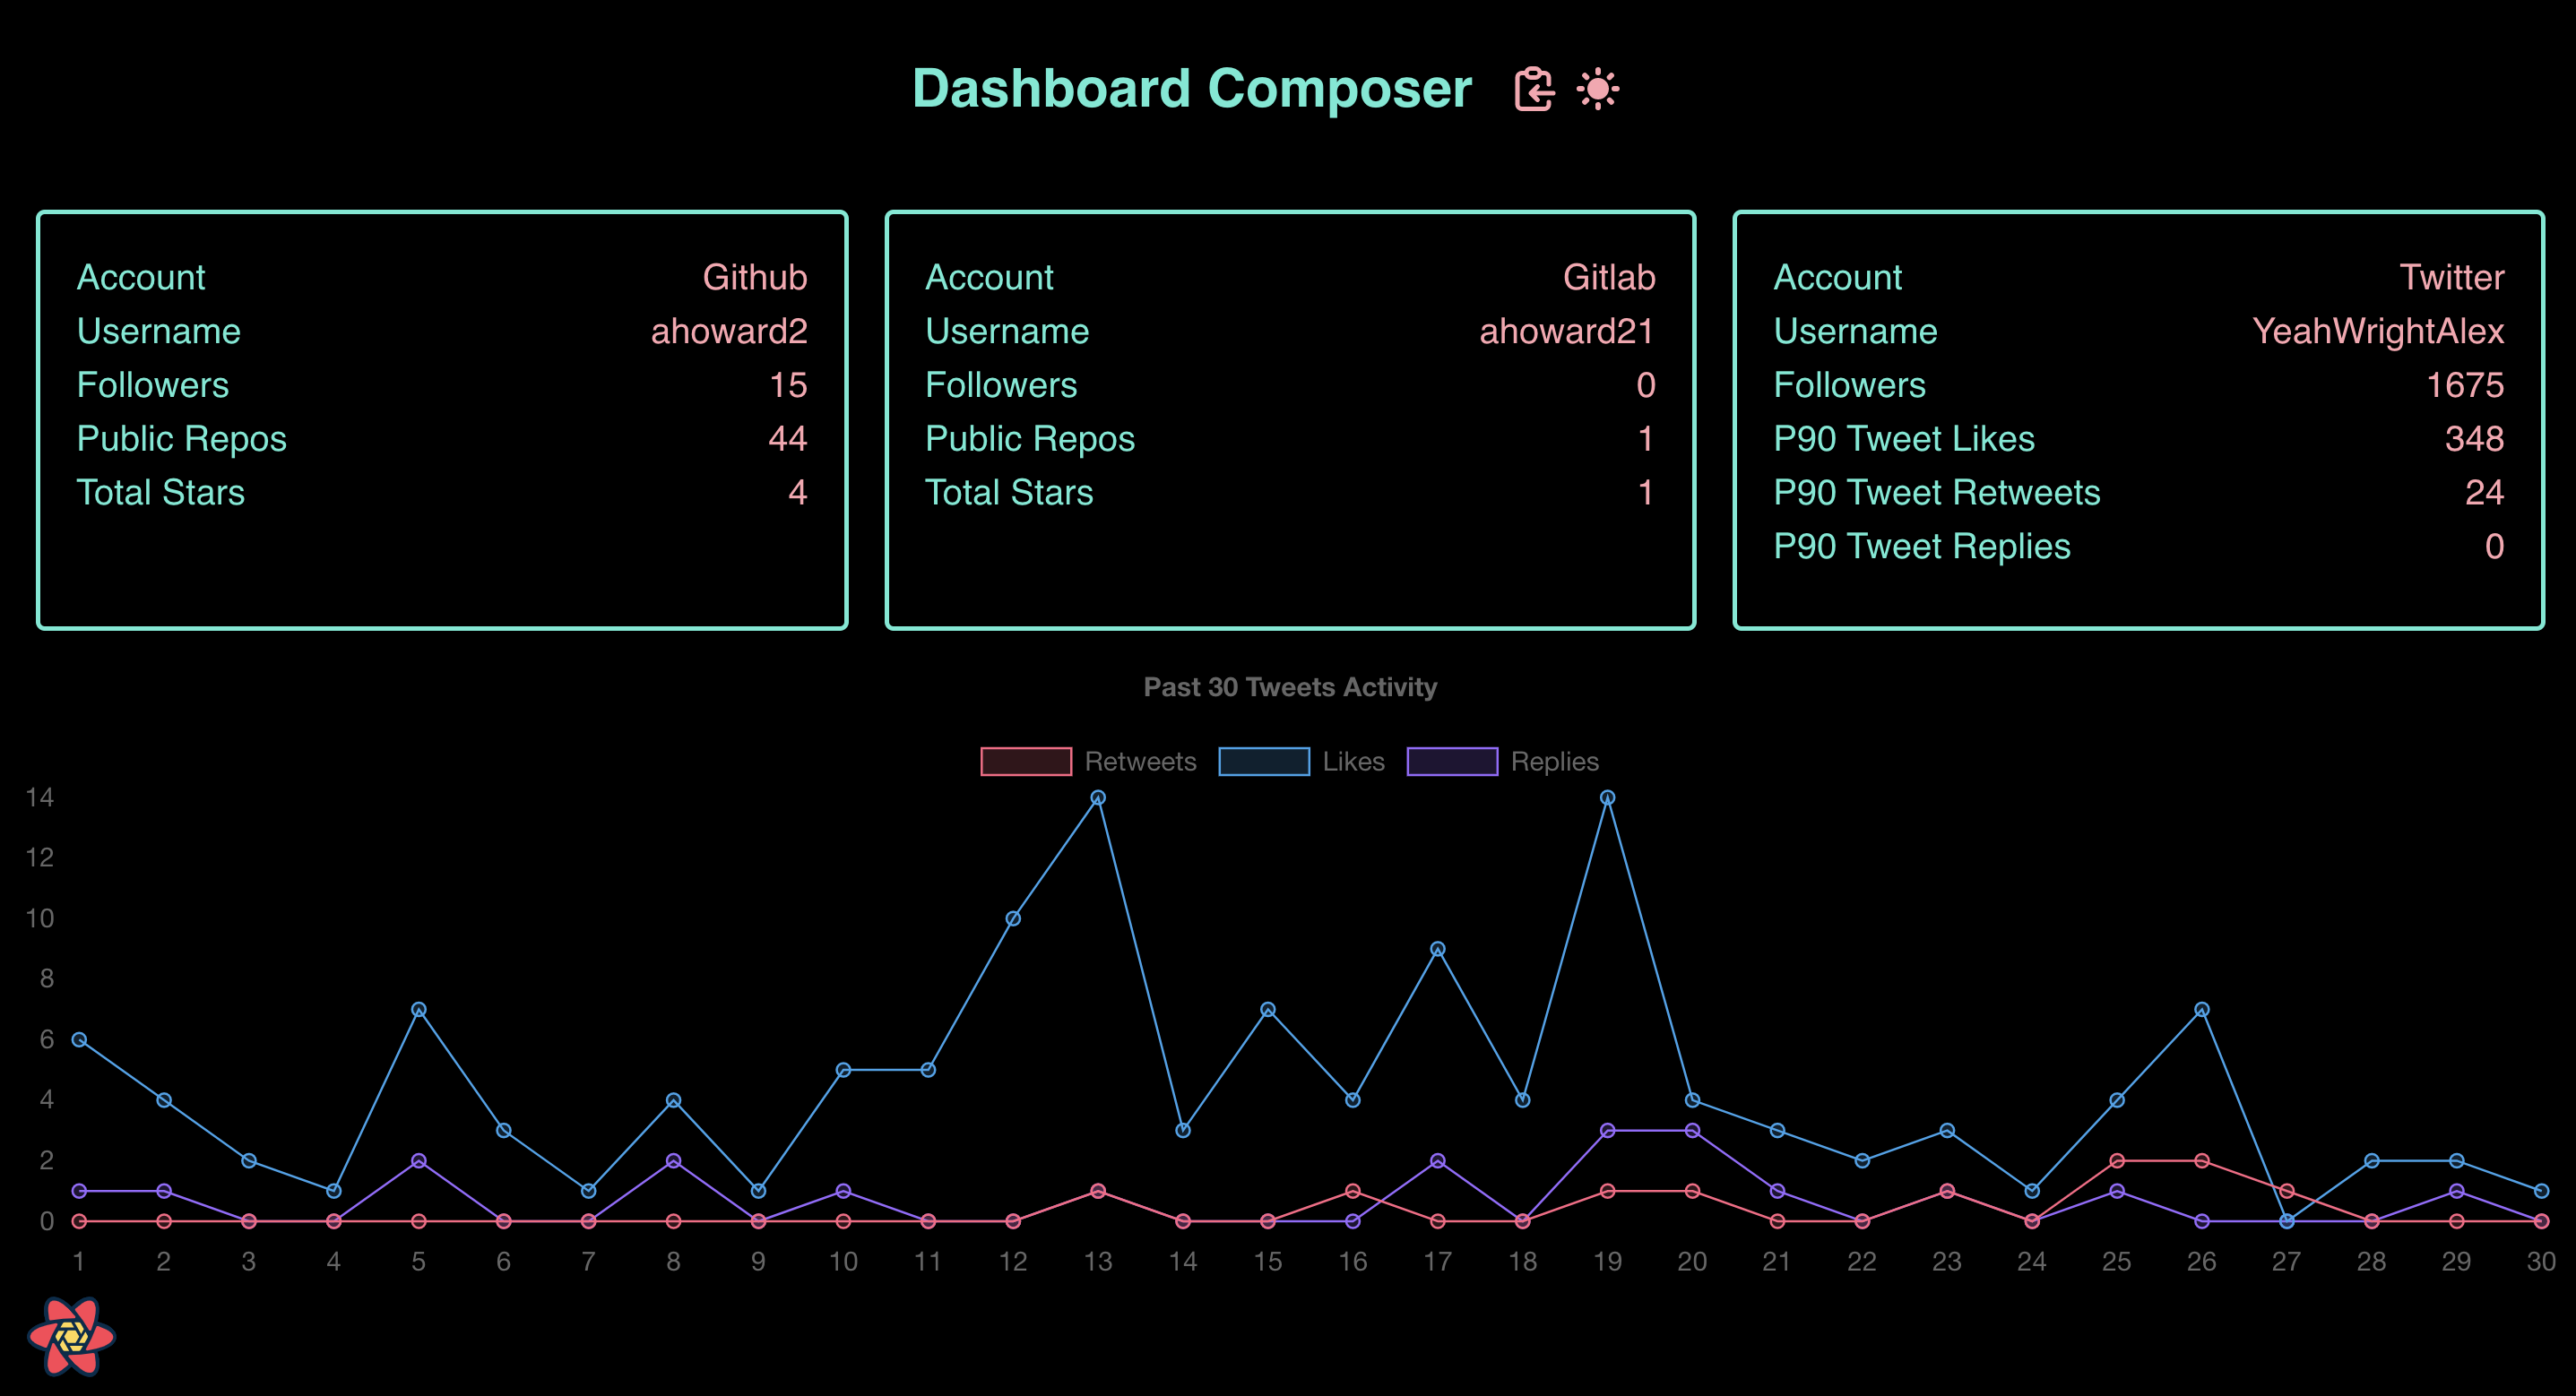 Dashboard Composer
Account Github
Username ahoward2
Followers 15
Public Repos 44
Total Stars 4
Account Gitlab
Username ahoward21
Followers 0
Public Repos 1
Total Stars 1
Account Twitter
Username YeahWrightAlex
Followers 1675
P90 Tweet Likes 348
P90 Tweet Retweets 24
P90 Tweet Replies 0
Past 30 Tweets Activity
Retweets Likes Replies
14
12
10
8
6
4
2
0
1 2 3 4 5 6 7 8 9 10 11 12 13 14 15 16 17 18 19 20 21 22 23 24 25 26 27 28 29 30